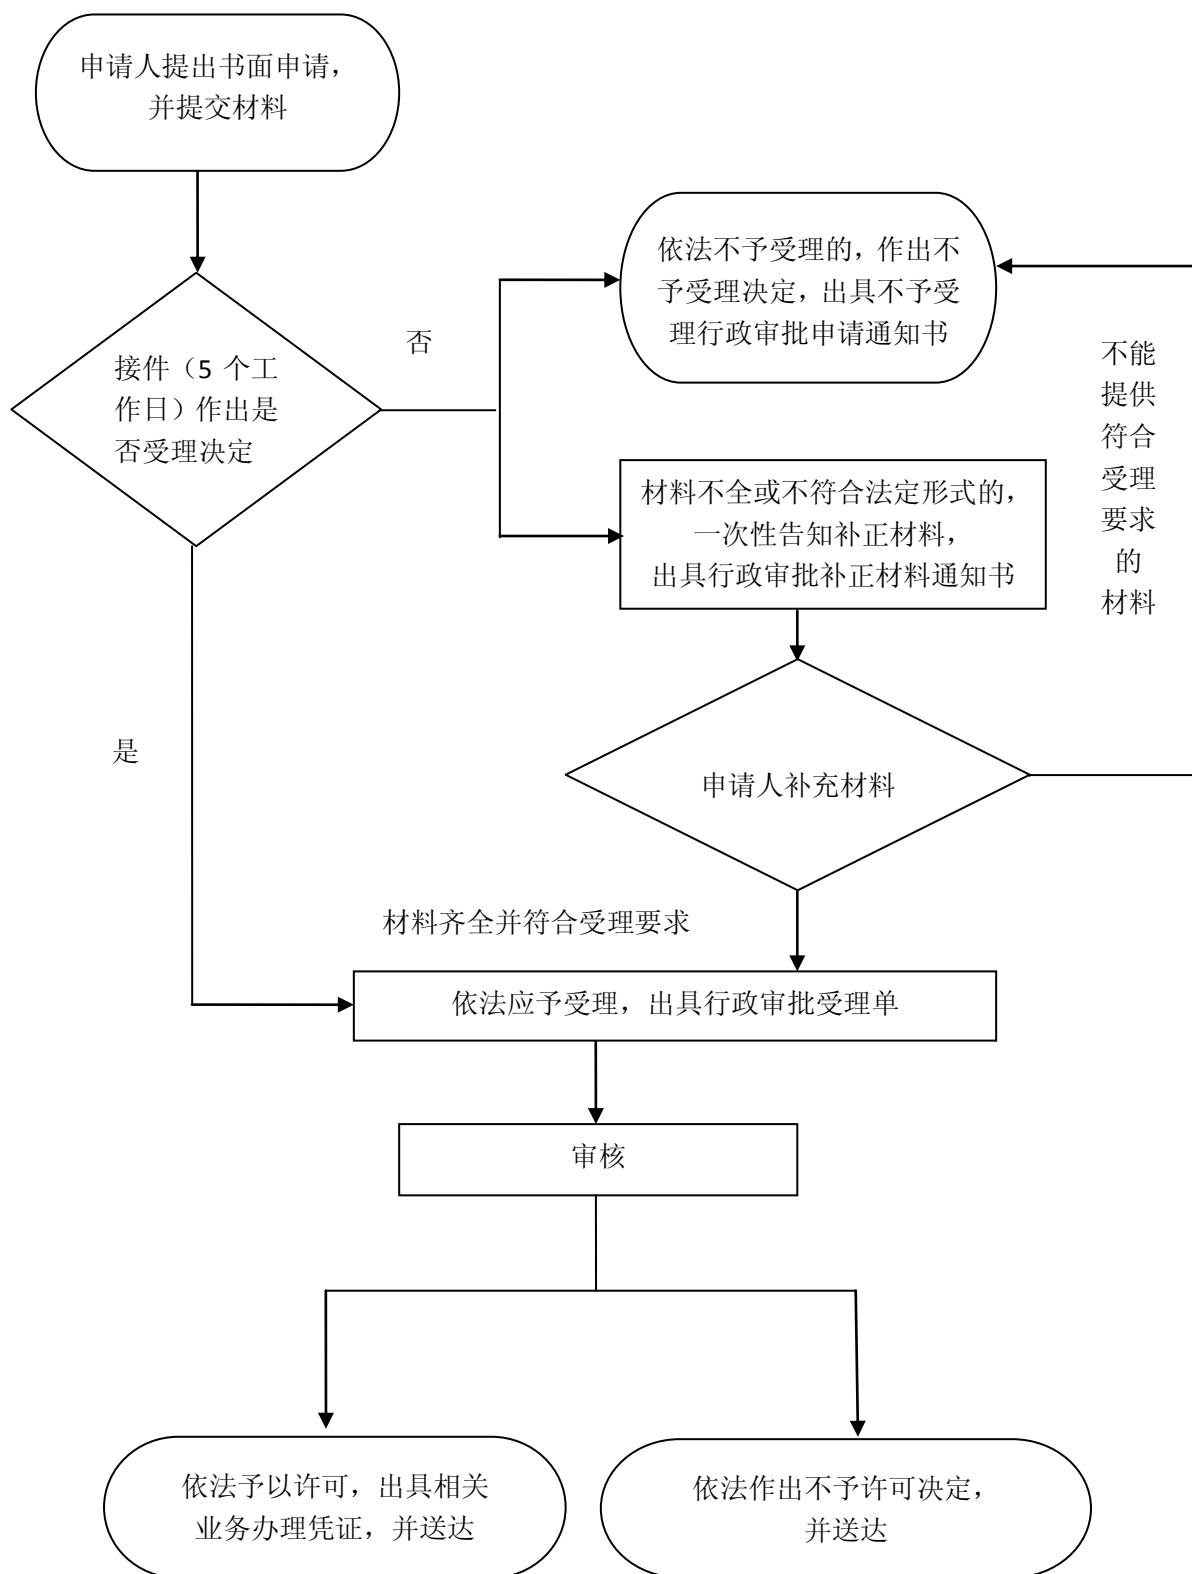 申请人提出书面申请，
并提交材料
依法不予受理的，作出不
予受理决定，出具不予受
理行政审批申请通知书
否
接件（5 个工
作日）作出是
否受理决定
不能
提供
符合
受理
要求
的
材料
材料不全或不符合法定形式的，
一次性告知补正材料，
出具行政审批补正材料通知书
是
申请人补充材料
材料齐全并符合受理要求
依法应予受理，出具行政审批受理单
审核
依法予以许可，出具相关
业务办理凭证，并送达
依法作出不予许可决定，
并送达